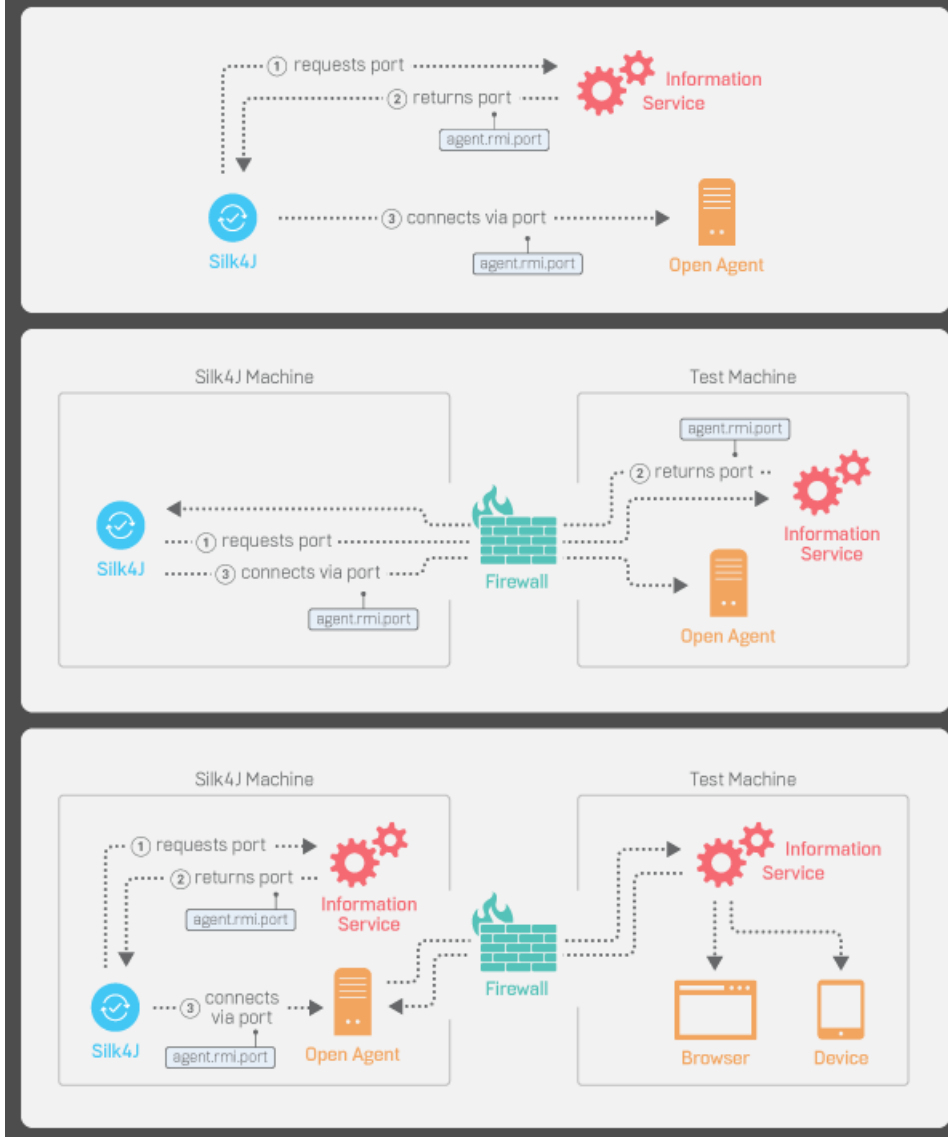 ① requests port
Information
Service
② returns port
agent.rmi.port
③ connects via port
agent.rmi.port
Silk4J
Open Agent
Silk4J Machine
Test Machine
agent.rmi.port
② returns port
① requests port
Information
Service
Silk4J
③ connects via port
Firewall
agent.rmi.port
Open Agent
Silk4J Machine
Test Machine
① requests port
② returns port
agent.rmi.port
Information
Service
Information
Service
Firewall
③ connects
via port
agent.rmi.port
Silk4J
Open Agent
Browser
Device